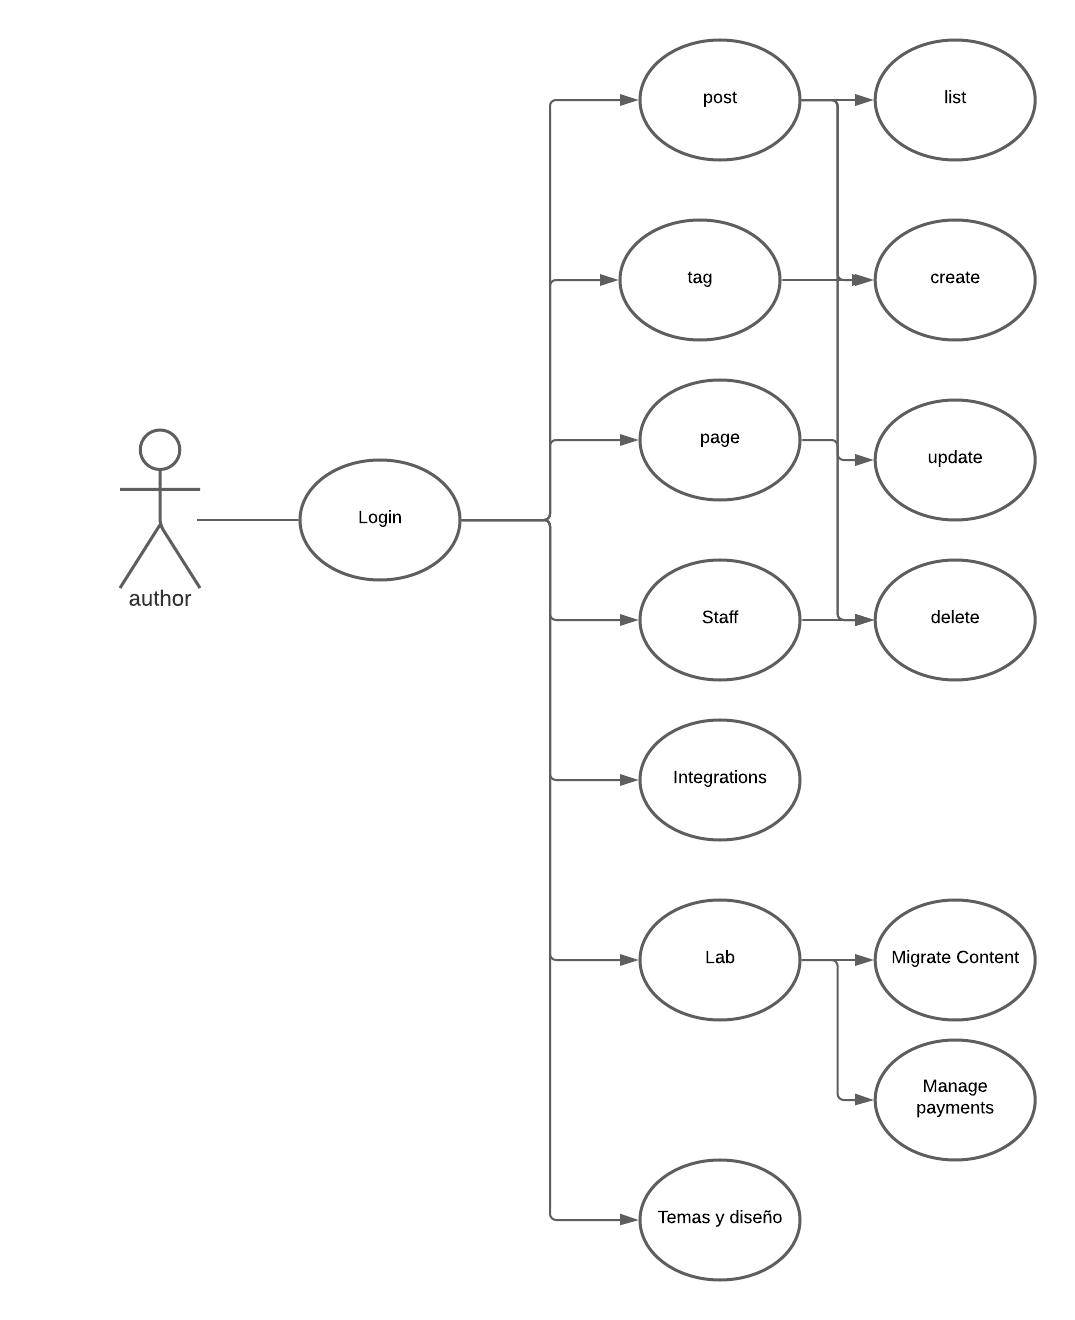 post
list
tag
create
page
update
Login
author
Staff
delete
Integrations
Lab
Migrate Content
Manage
payments
Temas y diseño